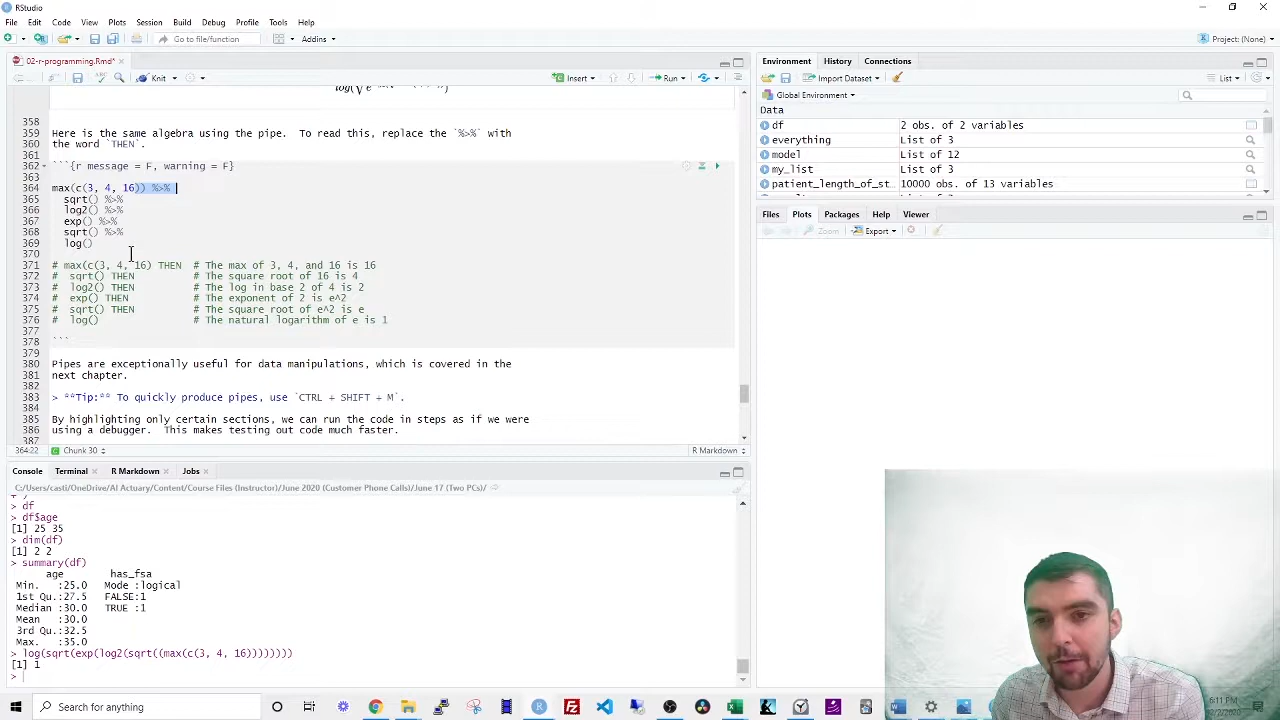 RStudio
File Edit Code View Plots Session Build Debug Profile Tools Help
Go to file/function Addins Project: (None)
02-r-programming.Rmd*
Knit Insert Run
358
359 Here is the same algebra using the pipe. To read this, replace the `%>%` with
360 the word `THEN`.
361
362 ```{r message = F, warning = F}
363
364 max(c(3, 4, 16)) %>%
365 sqrt() %>%
366 log2() %>%
367 exp() %>%
368 sqrt() %>%
369 log()
370
371 # max(c(3, 4, 16) THEN # The max of 3, 4, and 16 is 16
372 # sqrt() THEN # The square root of 16 is 4
373 # log2() THEN # The log in base 2 of 4 is 2
374 # exp() THEN # The exponent of 2 is e^2
375 # sqrt() THEN # The square root of e^2 is e
376 # log() # The natural logarithm of e is 1
377
378 ```
379
380 Pipes are exceptionally useful for data manipulations, which is covered in the
381 next chapter.
382
383 > **Tip:** To quickly produce pipes, use `CTRL + SHIFT + M`.
384
385 By highlighting only certain sections, we can run the code in steps as if we were
386 using a debugger. This makes testing out code much faster.
387
364:22 Chunk 30 R Markdown
Console Terminal R Markdown Jobs
C:/Users/casti/OneDrive/AI Actuary/Content/Course Files (Instructor)/June 2020 (Customer Phone Calls)/June 17 (Two PCs)/
> df
> df$age
[1] 25 35
> dim(df)
[1] 2 2
> summary(df)
age has_fsa
Min. :25.0 Mode :logical
1st Qu.:27.5 FALSE:1
Median :30.0 TRUE :1
Mean :30.0
3rd Qu.:32.5
Max. :35.0
> log(sqrt(exp(log2(sqrt((max(c(3, 4, 16))))))))
[1] 1
>
Environment History Connections
Import Dataset List
Global Environment
Data
df 2 obs. of 2 variables
everything List of 3
model List of 12
my_list List of 3
patient_length_of_st… 10000 obs. of 13 variables
Files Plots Packages Help Viewer
Zoom Export
Search for anything
6:11 PM